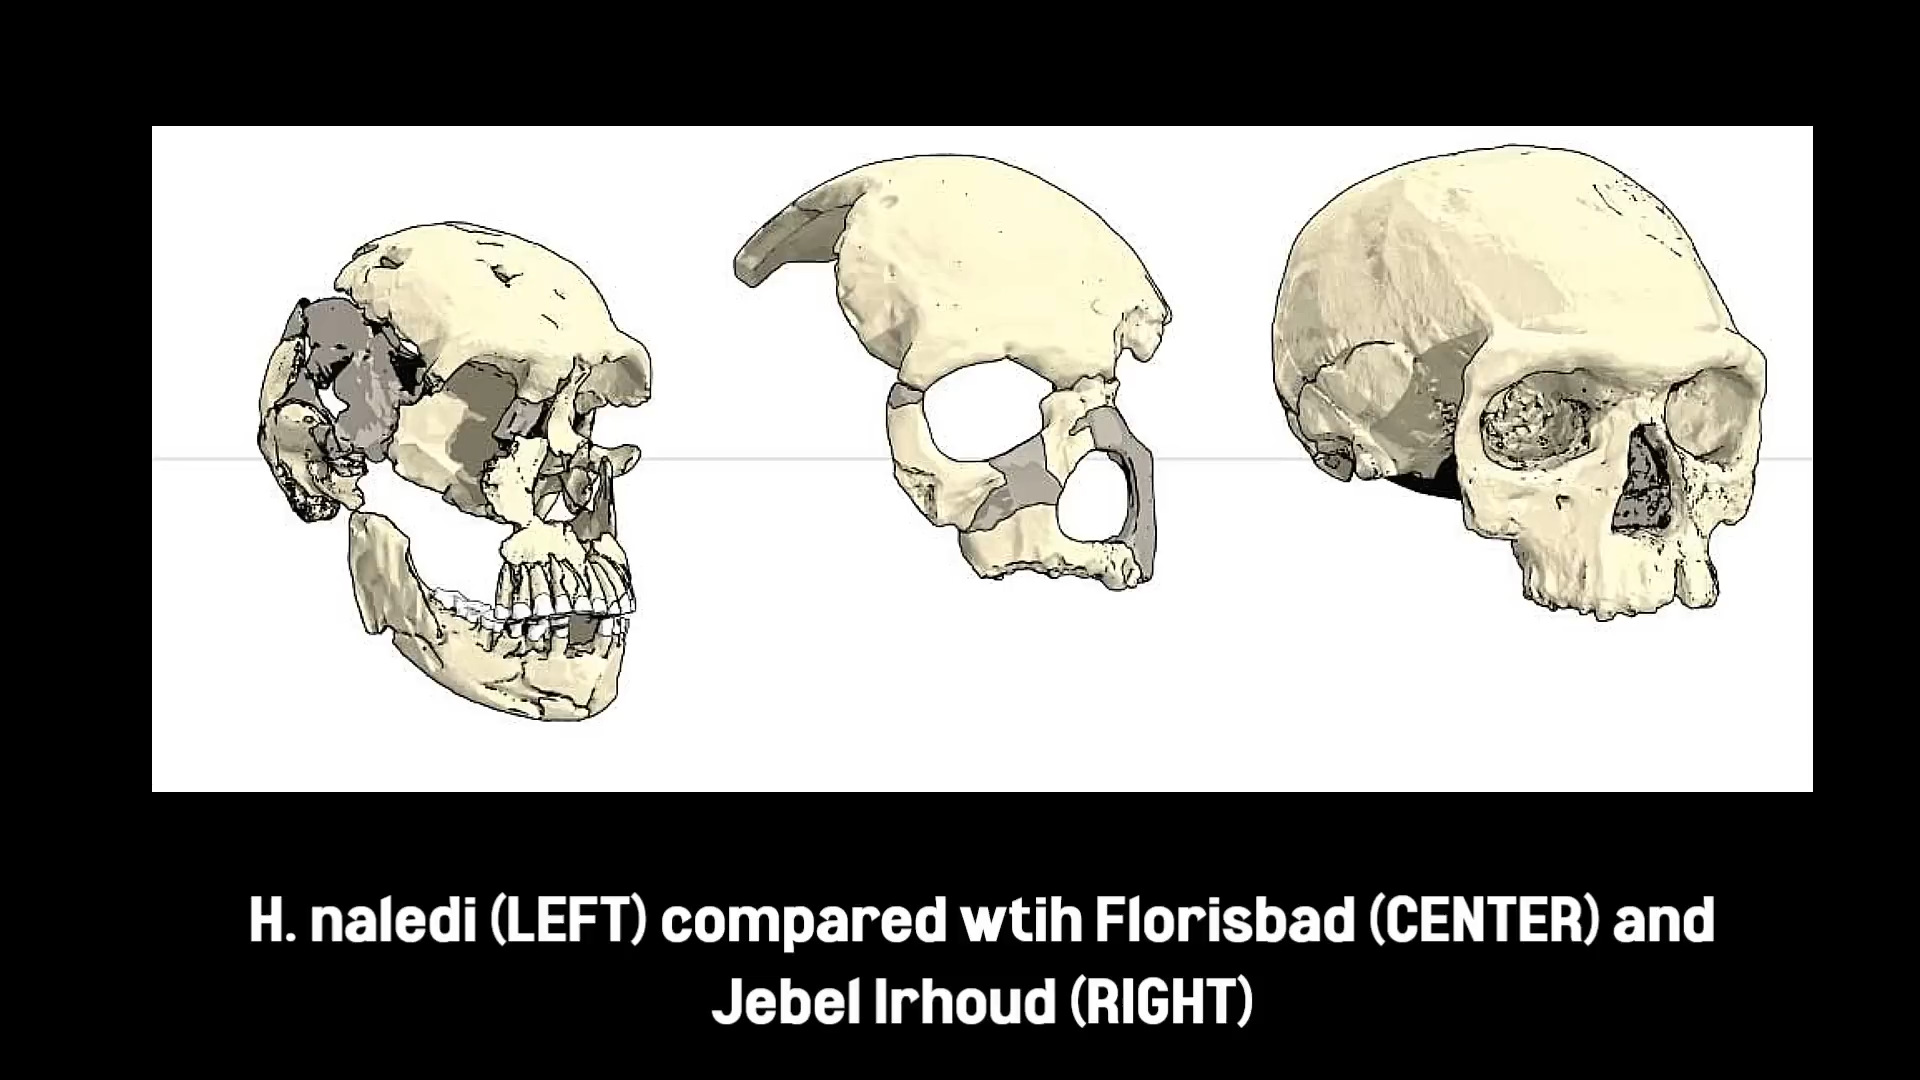 H. naledi (LEFT) compared wtih Florisbad (CENTER) and
Jebel Irhoud (RIGHT)